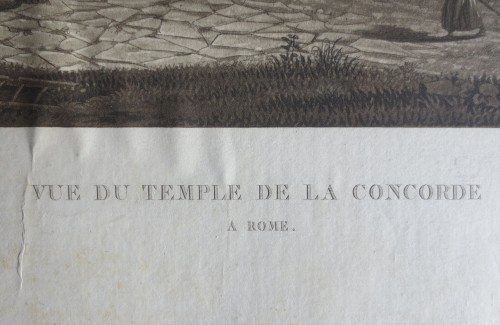 VUE DU TEMPLE DE LA CONCORDE
A ROME.